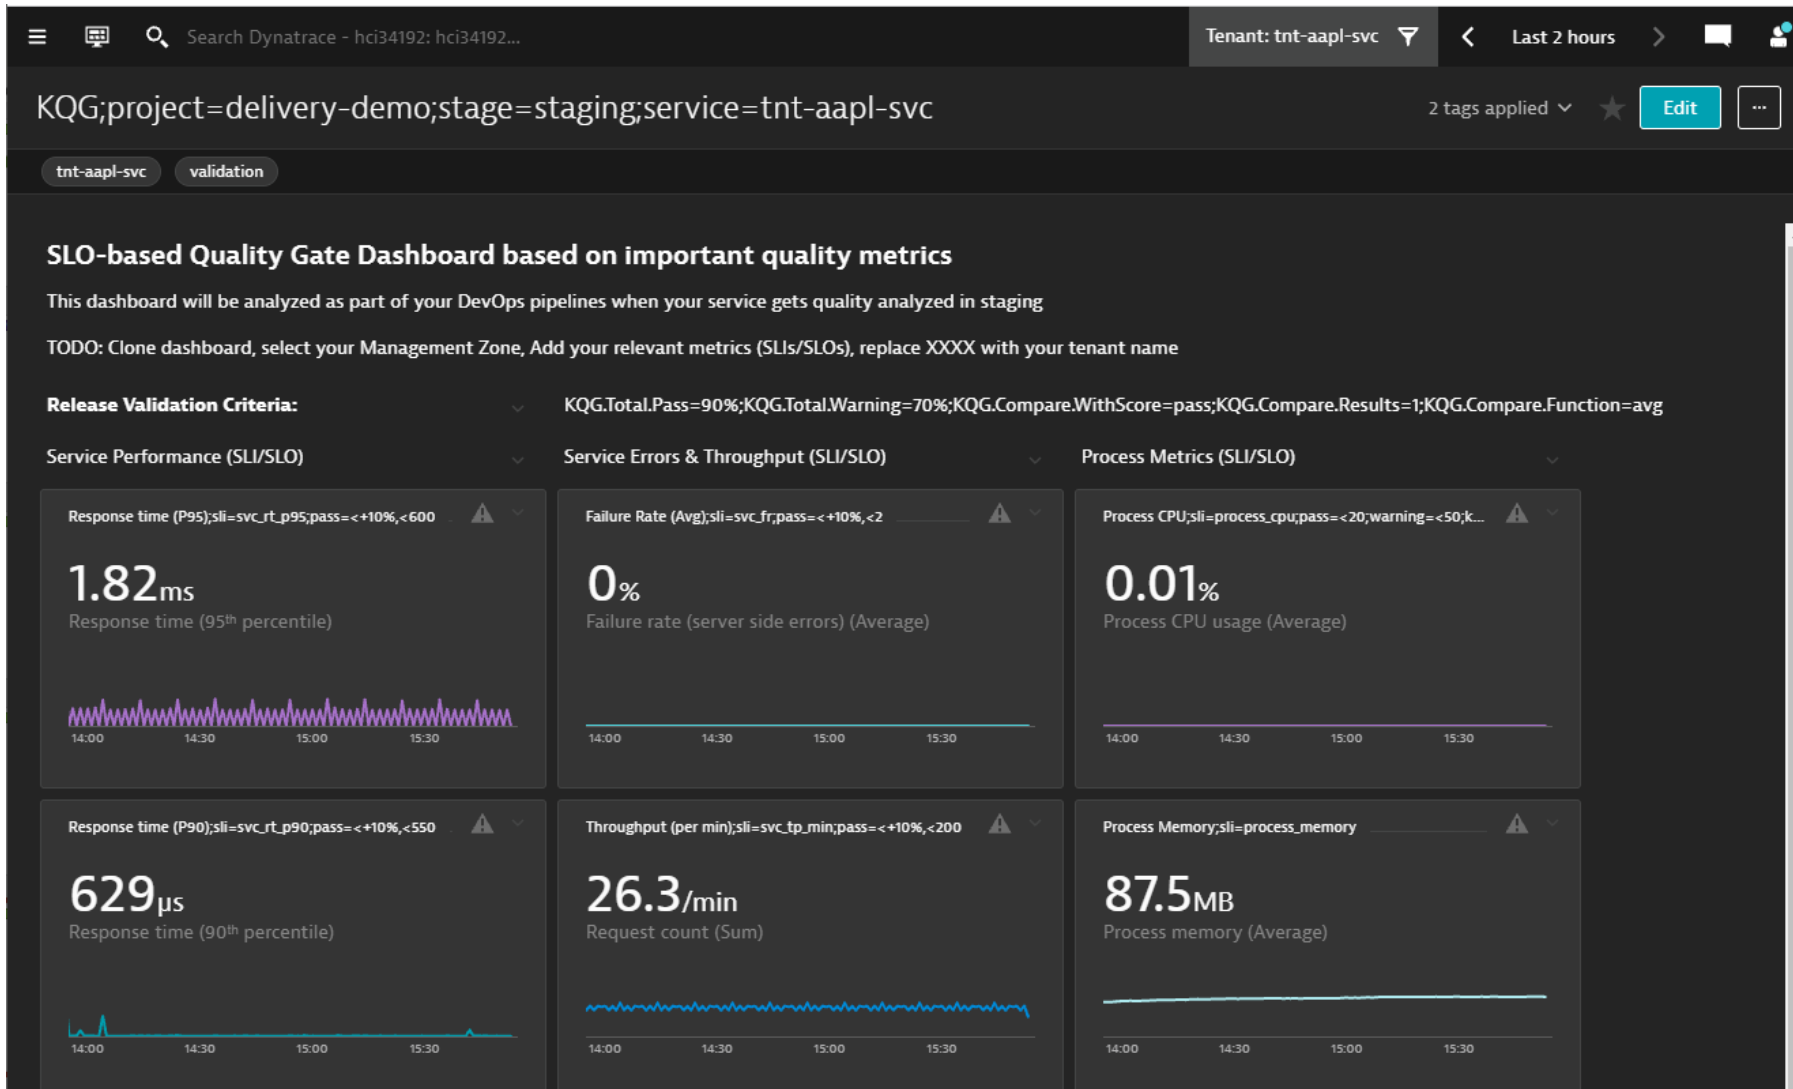 Search Dynatrace - hci34192: hci34192...
Tenant: tnt-aapl-svc
Last 2 hours
KQG;project=delivery-demo;stage=staging;service=tnt-aapl-svc
2 tags applied
Edit
...
tnt-aapl-svc
validation
SLO-based Quality Gate Dashboard based on important quality metrics
This dashboard will be analyzed as part of your DevOps pipelines when your service gets quality analyzed in staging
TODO: Clone dashboard, select your Management Zone, Add your relevant metrics (SLIs/SLOs), replace XXXX with your tenant name
Release Validation Criteria:
KQG.Total.Pass=90%;KQG.Total.Warning=70%;KQG.Compare.WithScore=pass;KQG.Compare.Results=1;KQG.Compare.Function=avg
Service Performance (SLI/SLO)
Service Errors & Throughput (SLI/SLO)
Process Metrics (SLI/SLO)
Response time (P95);sli=svc_rt_p95;pass=<+10%,<600
1.82ms
Response time (95th percentile)
14:00 14:30 15:00 15:30
Failure Rate (Avg);sli=svc_fr;pass=<+10%,<2
0%
Failure rate (server side errors) (Average)
14:00 14:30 15:00 15:30
Process CPU;sli=process_cpu;pass=<20;warning=<50;k...
0.01%
Process CPU usage (Average)
14:00 14:30 15:00 15:30
Response time (P90);sli=svc_rt_p90;pass=<+10%,<550
629µs
Response time (90th percentile)
14:00 14:30 15:00 15:30
Throughput (per min);sli=svc_tp_min;pass=<+10%,<200
26.3/min
Request count (Sum)
14:00 14:30 15:00 15:30
Process Memory;sli=process_memory
87.5MB
Process memory (Average)
14:00 14:30 15:00 15:30